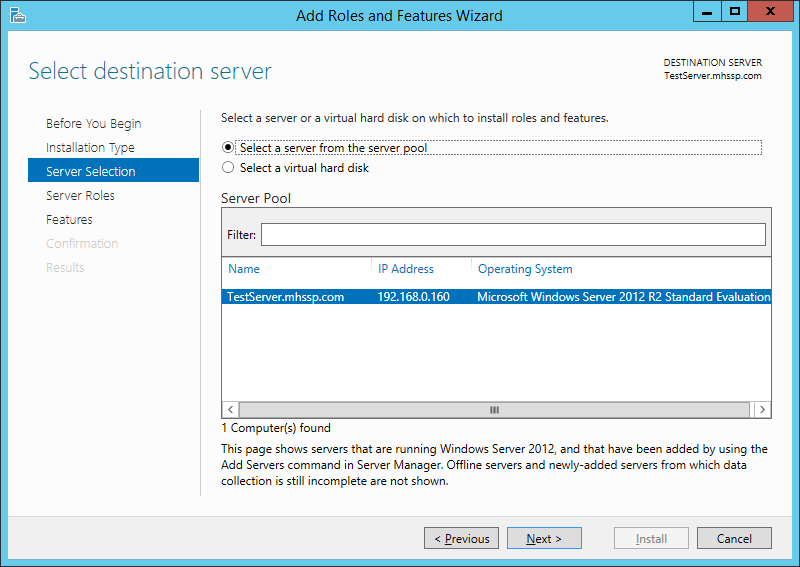 Add Roles and Features Wizard
Select destination server
DESTINATION SERVER
TestServer.mhssp.com
Before You Begin
Installation Type
Server Selection
Server Roles
Features
Confirmation
Results
Select a server or a virtual hard disk on which to install roles and features.
Select a server from the server pool
Select a virtual hard disk
Server Pool
Filter:
Name IP Address Operating System
TestServer.mhssp.com 192.168.0.160 Microsoft Windows Server 2012 R2 Standard Evaluation
1 Computer(s) found
This page shows servers that are running Windows Server 2012, and that have been added by using the
Add Servers command in Server Manager. Offline servers and newly-added servers from which data
collection is still incomplete are not shown.
< Previous Next > Install Cancel